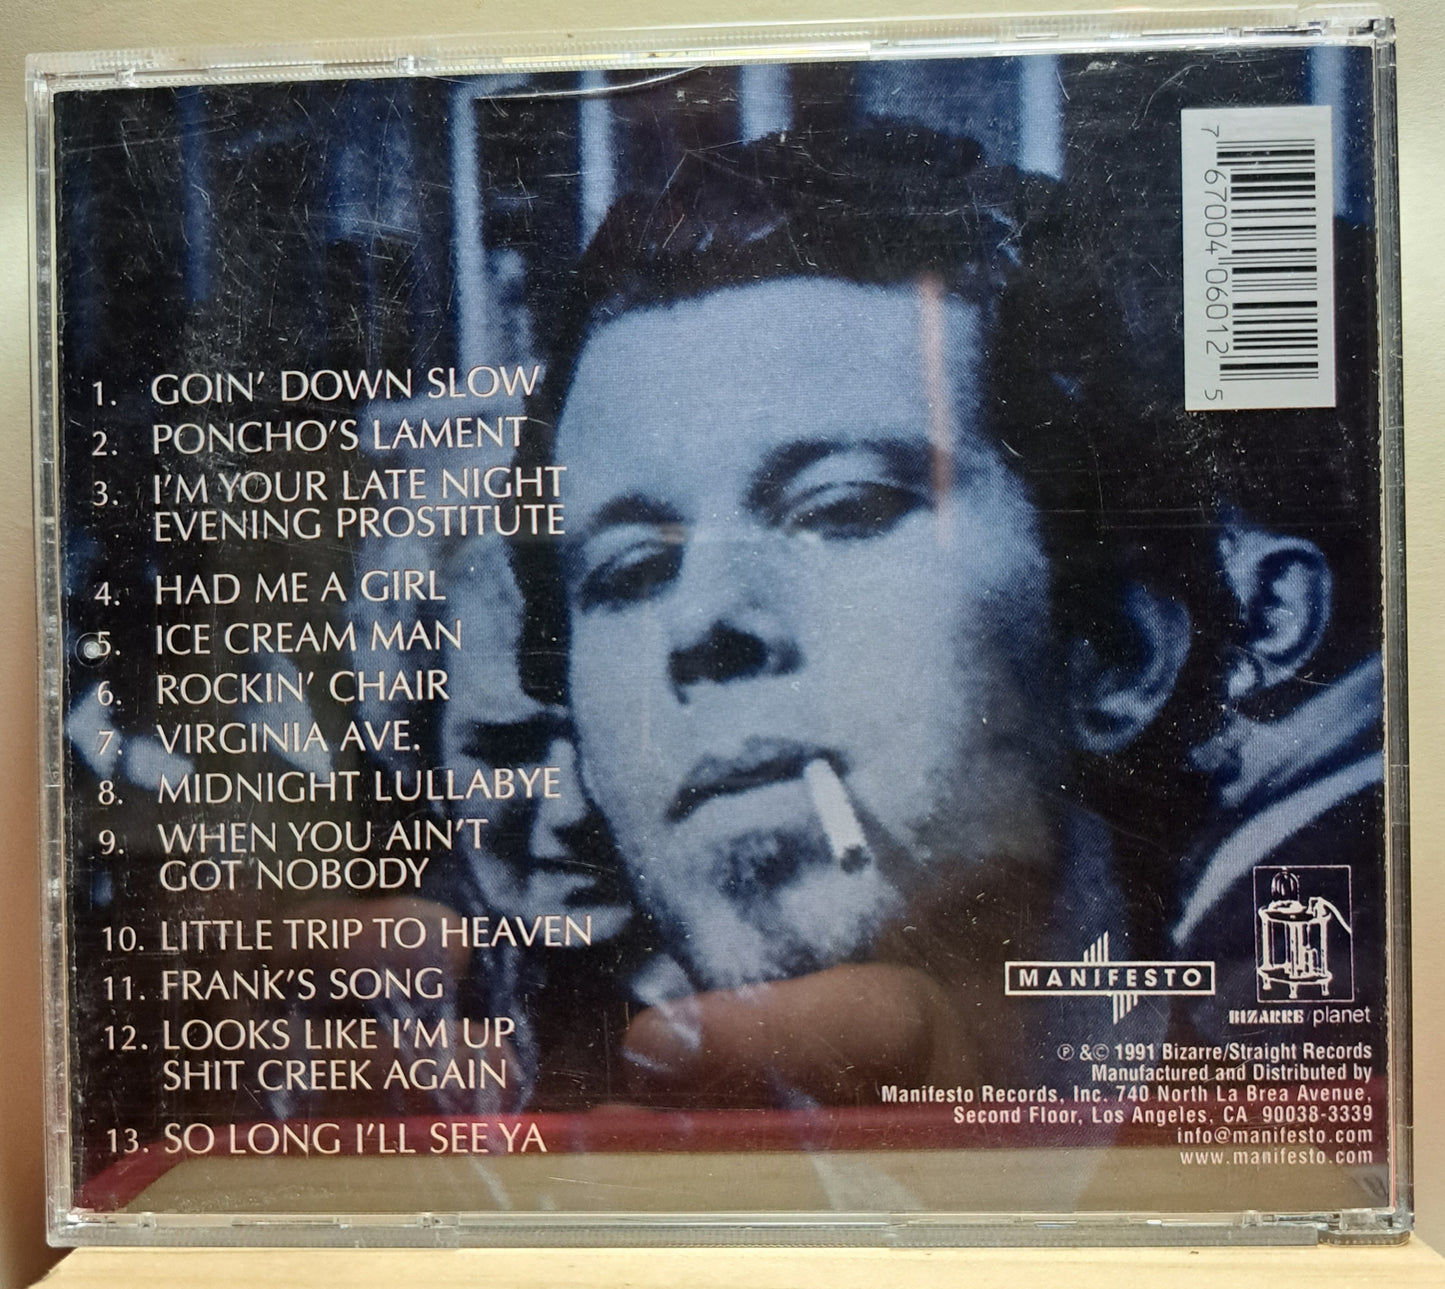 1. GOIN' DOWN SLOW
2. PONCHO'S LAMENT
3. I'M YOUR LATE NIGHT
EVENING PROSTITUTE
4. HAD ME A GIRL
5. ICE CREAM MAN
6. ROCKIN' CHAIR
7. VIRGINIA AVE.
8. MIDNIGHT LULLABYE
9. WHEN YOU AIN'T
GOT NOBODY
10. LITTLE TRIP TO HEAVEN
11. FRANK'S SONG
12. LOOKS LIKE I'M UP
SHIT CREEK AGAIN
13. SO LONG I'LL SEE YA
7 67004 06012 5
MANIFESTO
BIZARRE/planet
℗ &© 1991 Bizarre/Straight Records
Manufactured and Distributed by
Manifesto Records, Inc. 740 North La Brea Avenue,
Second Floor, Los Angeles, CA 90038-3339
info@manifesto.com
www.manifesto.com